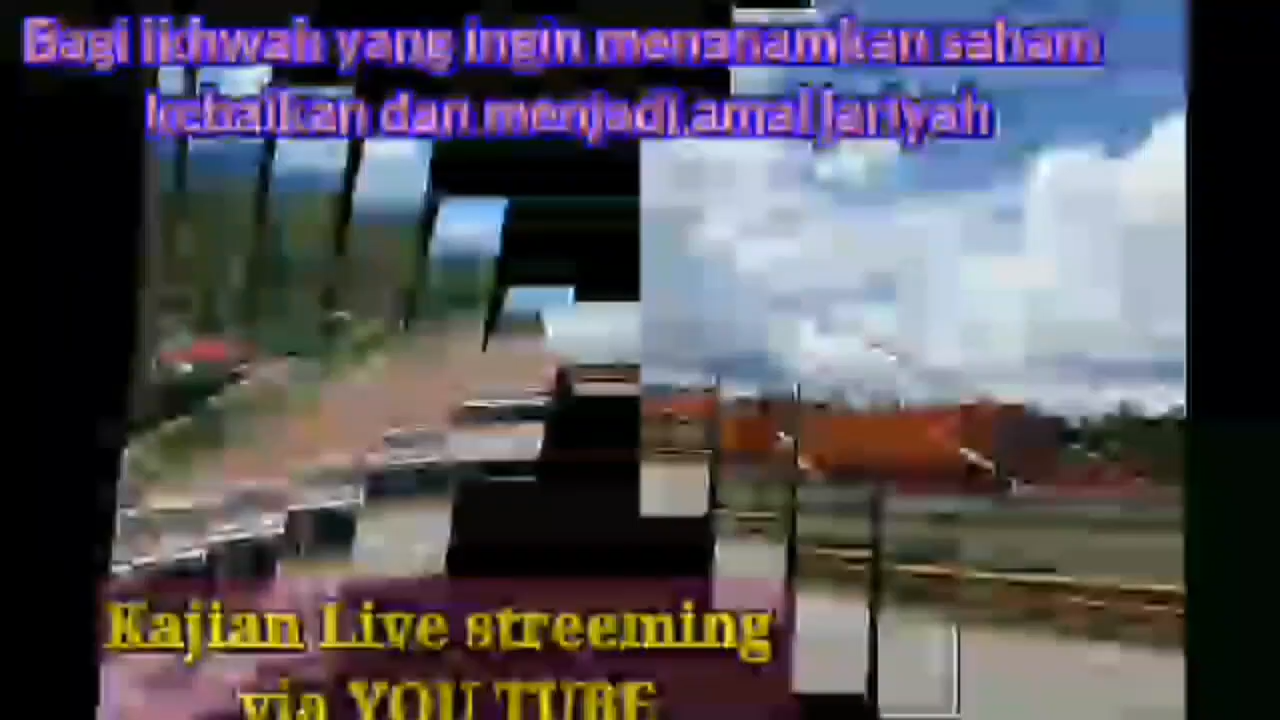 Bagi ikhwah yang ingin menanamkan saham
kebaikan dan menjadi amal jariyah
Kajian Live streeming
via YOU TUBE